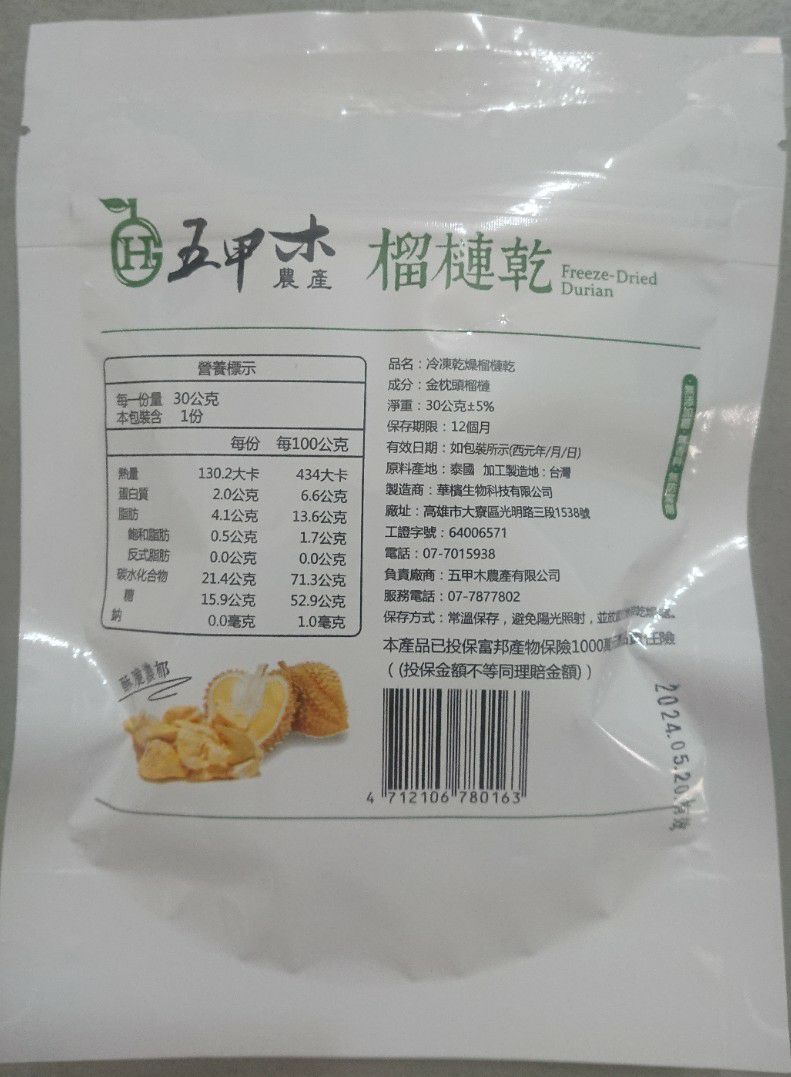 H 五甲木
農產
榴槤乾
Freeze-Dried
Durian
營養標示
每一份量 30公克
本包裝含 1份
每份 每100公克
熱量 130.2大卡 434大卡
蛋白質 2.0公克 6.6公克
脂肪 4.1公克 13.6公克
飽和脂肪 0.5公克 1.7公克
反式脂肪 0.0公克 0.0公克
碳水化合物 21.4公克 71.3公克
糖 15.9公克 52.9公克
鈉 0.0毫克 1.0毫克
品名：冷凍乾燥榴槤乾
成分：金枕頭榴槤
淨重：30公克±5%
保存期限：12個月
有效日期：如包裝所示(西元年/月/日)
原料產地：泰國 加工製造地：台灣
製造商：華檳生物科技有限公司
廠址：高雄市大寮區光明路三段1538號
工證字號：64006571
電話：07-7015938
負責廠商：五甲木農產有限公司
服務電話：07-7877802
保存方式：常溫保存，避免陽光照射，並放
本產品已投保富邦產物保險1000萬
((投保金額不等同理賠金額))
酥脆濃郁
4 712106 780163
2024.05.20